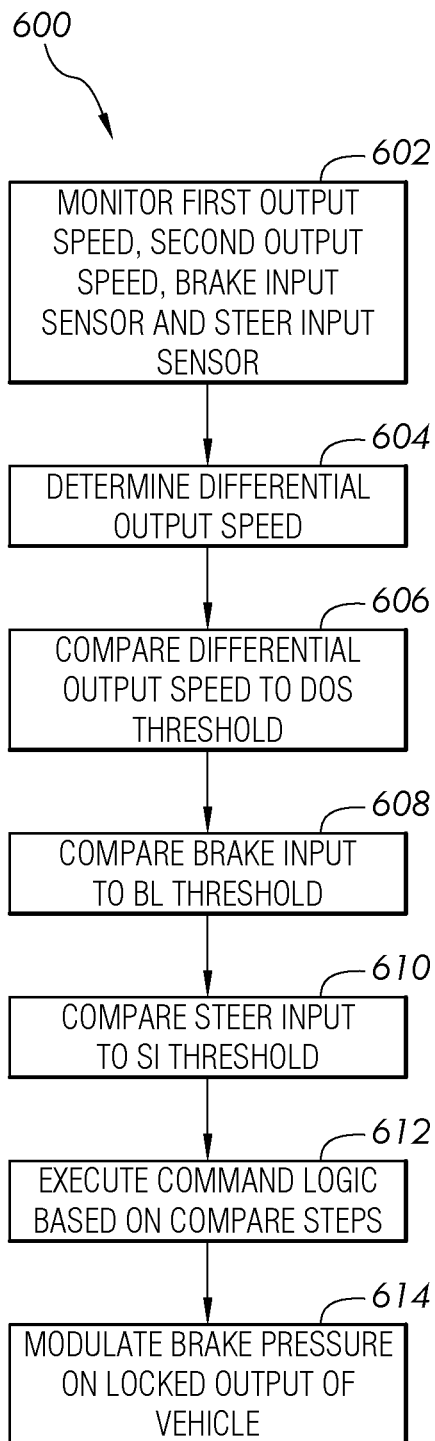 600
602
MONITOR FIRST OUTPUT
SPEED, SECOND OUTPUT
SPEED, BRAKE INPUT
SENSOR AND STEER INPUT
SENSOR
604
DETERMINE DIFFERENTIAL
OUTPUT SPEED
606
COMPARE DIFFERENTIAL
OUTPUT SPEED TO DOS
THRESHOLD
608
COMPARE BRAKE INPUT
TO BL THRESHOLD
610
COMPARE STEER INPUT
TO SI THRESHOLD
612
EXECUTE COMMAND LOGIC
BASED ON COMPARE STEPS
614
MODULATE BRAKE PRESSURE
ON LOCKED OUTPUT OF
VEHICLE